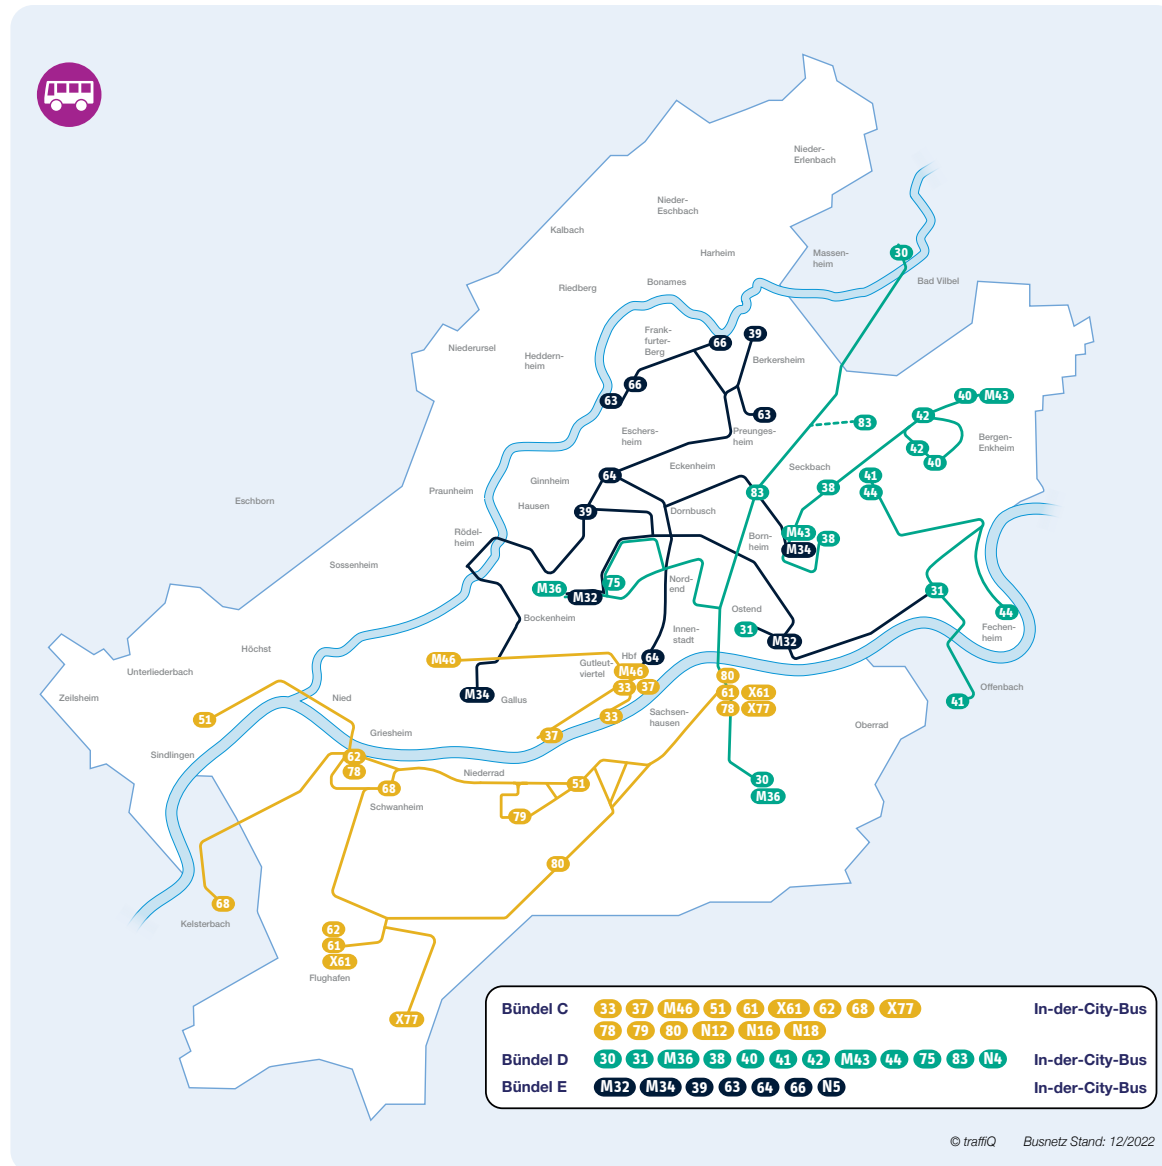 Nieder-
Erlenbach
Nieder-
Eschbach
Kalbach
Harheim
Massen-
heim
30
Bad Vilbel
Bonames
Riedberg
Frank-
furter-
Berg
66
39
Niederursel
Heddern-
heim
Berkersheim
66
63
63
40 M43
42
83
Eschers-
heim
Preunges-
heim
Bergen-
Enkheim
42
40
Eckenheim
Seckbach
64
41
44
Ginnheim
38
83
Praunheim
Eschborn
Hausen
39
Dornbusch
Rödel-
heim
Born-
heim
M43
38
M34
Sossenheim
M36
75
M32
Nord-
end
31
Bockenheim
Ostend
44
31
M32
Innen-
stadt
Fechen-
heim
Höchst
Hbf
64
M46
Gutleut-
viertel
M46
Unterliederbach
33 37
80
61 X61
78 X77
Offenbach
41
Zeilsheim
M34
Gallus
Nied
51
33
Sachsen-
hausen
Oberrad
Griesheim
37
Sindlingen
62
78
Niederrad
30
M36
68
51
Schwanheim
79
80
68
Kelsterbach
62
61
X61
Flughafen
X77
Bündel C 33 37 M46 51 61 X61 62 68 X77 In-der-City-Bus
78 79 80 N12 N16 N18
Bündel D 30 31 M36 38 40 41 42 M43 44 75 83 N4 In-der-City-Bus
Bündel E M32 M34 39 63 64 66 N5 In-der-City-Bus
© traffiQ Busnetz Stand: 12/2022